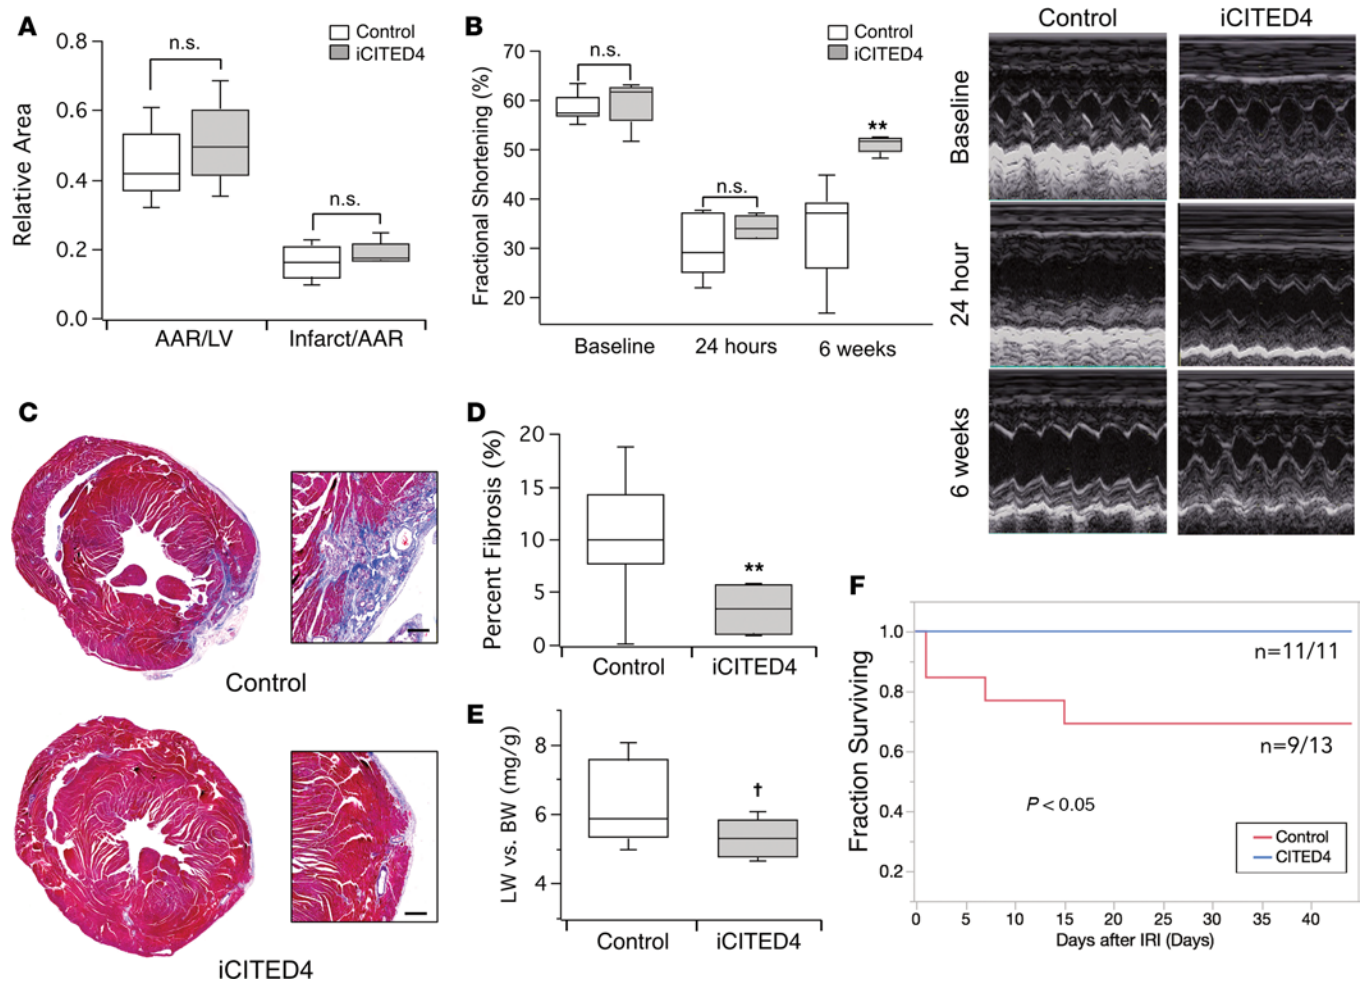 A
Control
iCITED4
0.8
0.6
0.4
0.2
0.0
Relative Area
n.s.
n.s.
AAR/LV
Infarct/AAR
B
Control
iCITED4
70
60
50
40
30
20
Fractional Shortening (%)
n.s.
n.s.
**
Baseline
24 hours
6 weeks
Control
iCITED4
Baseline
24 hour
6 weeks
C
Control
iCITED4
D
20
15
10
5
0
Percent Fibrosis (%)
**
Control
iCITED4
E
8
6
4
LW vs. BW (mg/g)
†
Control
iCITED4
F
1.0
0.8
0.6
0.4
0.2
Fraction Surviving
n=11/11
n=9/13
P < 0.05
Control
CITED4
0
5
10
15
20
25
30
35
40
Days after IRI (Days)